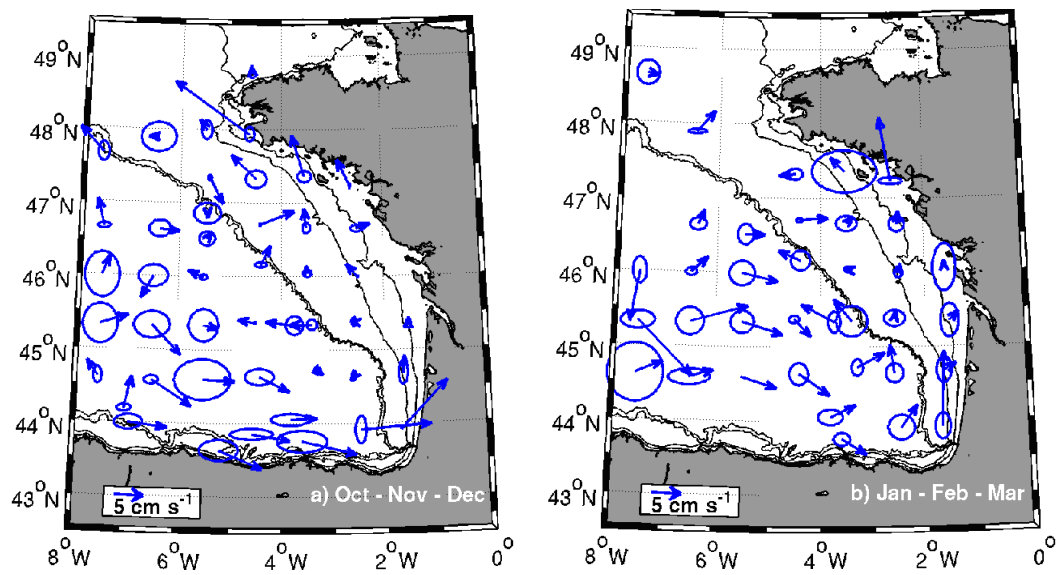 49°N
48°N
47°N
46°N
45°N
44°N
43°N
8°W
6°W
4°W
2°W
0°
5 cm s⁻¹
a) Oct - Nov - Dec
49°N
48°N
47°N
46°N
45°N
44°N
43°N
8°W
6°W
4°W
2°W
0°
5 cm s⁻¹
b) Jan - Feb - Mar